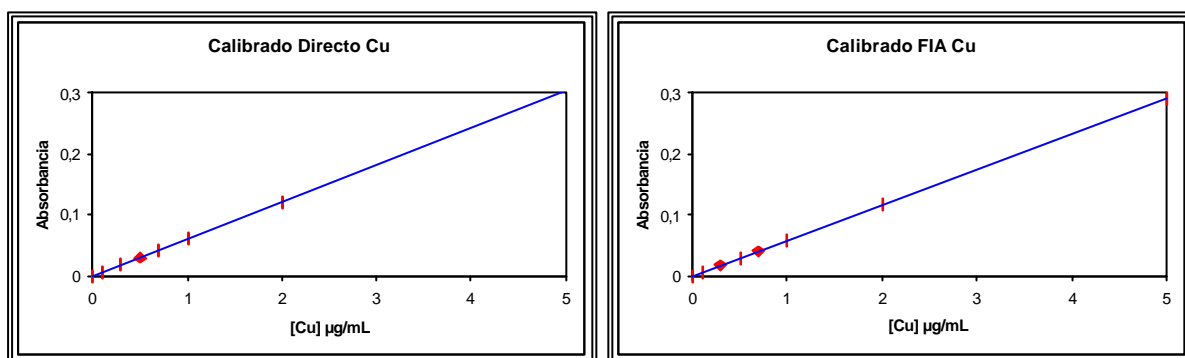 Calibrado Directo Cu
0,3
0,2
0,1
0
Absorbancia
0 1 2 3 4 5
[Cu] µg/mL
Calibrado FIA Cu
0,3
0,2
0,1
0
Absorbancia
0 1 2 3 4 5
[Cu] µg/mL